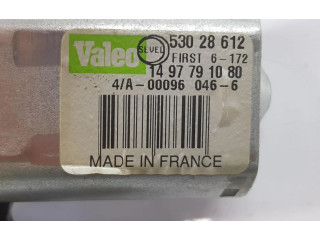 Valeo SEVEL 530 28 612
FIRST 6-172
14 97 79 10 80
4/A-00096 046-6
MADE IN FRANCE